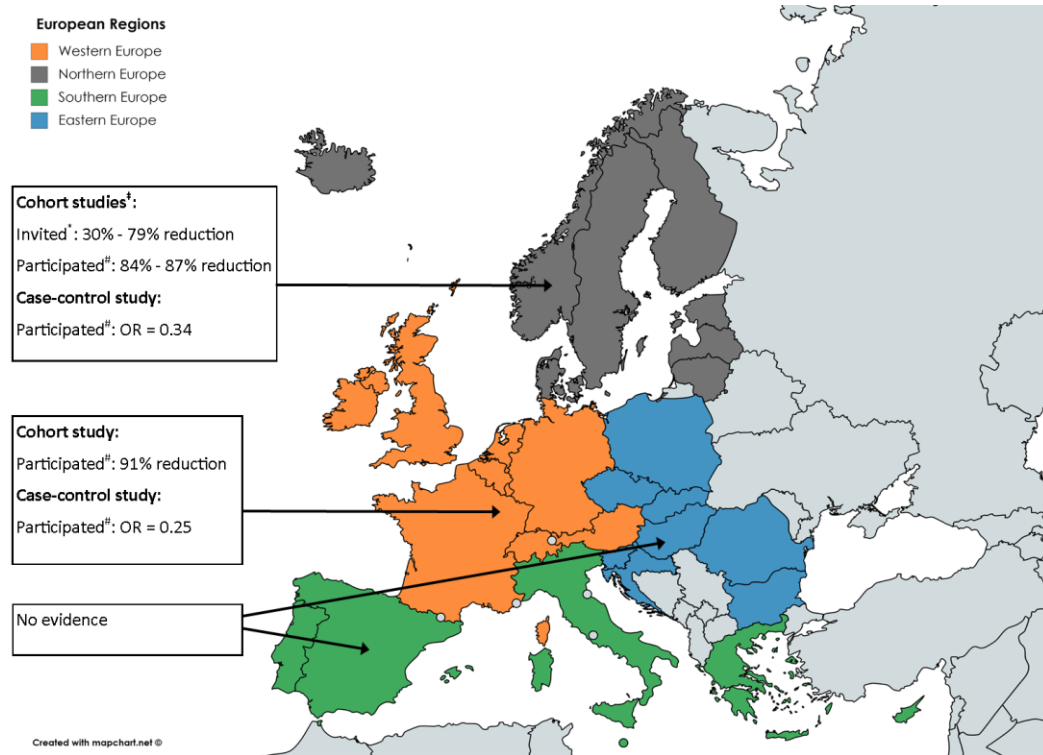 European Regions
Western Europe
Northern Europe
Southern Europe
Eastern Europe
Cohort studies‡:
Invited*: 30% - 79% reduction
Participated#: 84% - 87% reduction
Case-control study:
Participated#: OR = 0.34
Cohort study:
Participated#: 91% reduction
Case-control study:
Participated#: OR = 0.25
No evidence
Created with mapchart.net ©